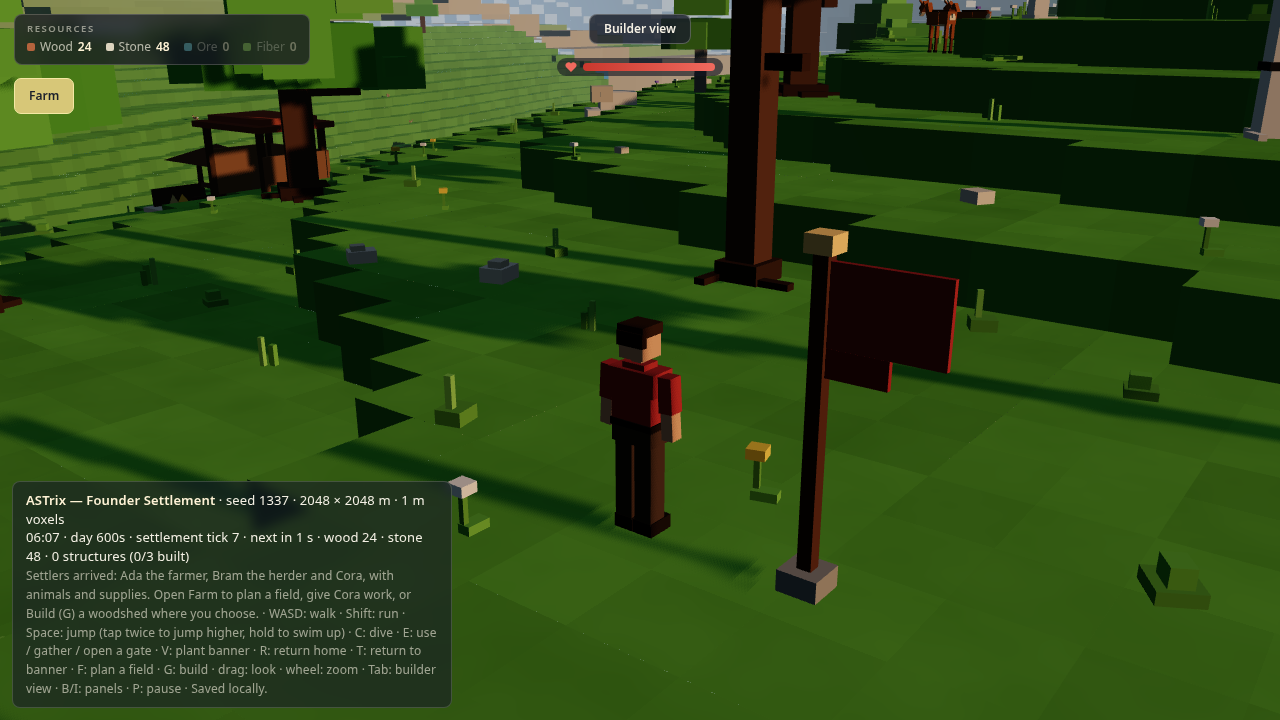 RESOURCES
Wood 24 Stone 48 Ore 0 Fiber 0
Builder view
Farm
ASTrix — Founder Settlement · seed 1337 · 2048 × 2048 m · 1 m
voxels
06:07 · day 600s · settlement tick 7 · next in 1 s · wood 24 · stone
48 · 0 structures (0/3 built)
Settlers arrived: Ada the farmer, Bram the herder and Cora, with
animals and supplies. Open Farm to plan a field, give Cora work, or
Build (G) a woodshed where you choose. · WASD: walk · Shift: run ·
Space: jump (tap twice to jump higher, hold to swim up) · C: dive · E: use
/ gather / open a gate · V: plant banner · R: return home · T: return to
banner · F: plan a field · G: build · drag: look · wheel: zoom · Tab: builder
view · B/I: panels · P: pause · Saved locally.